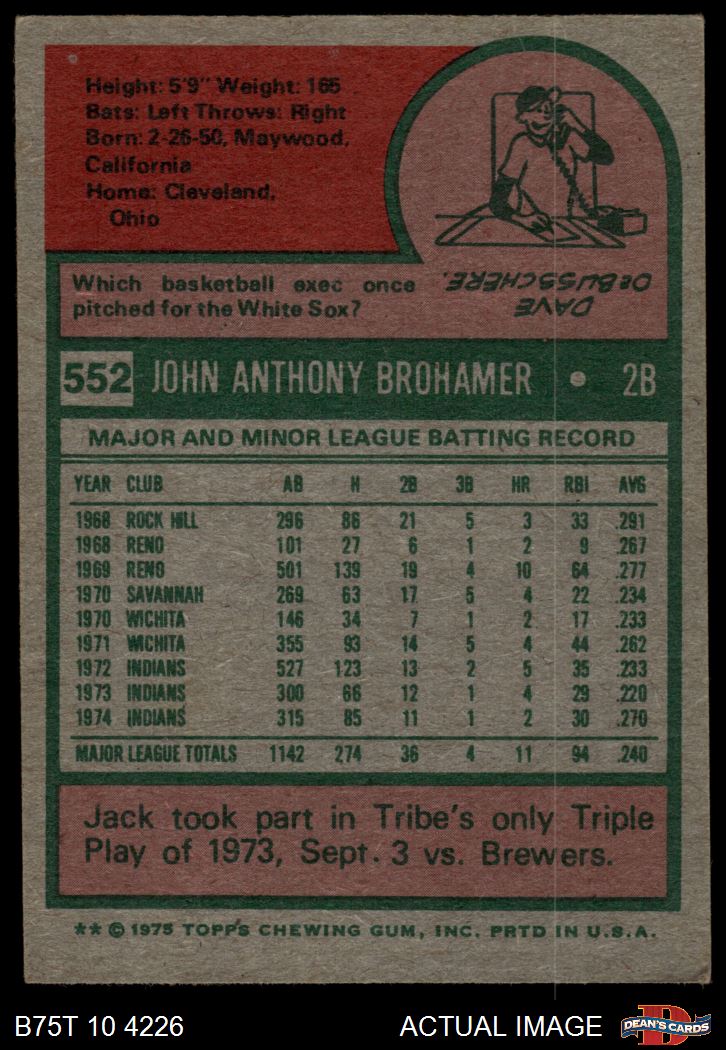 Height: 5'9" Weight: 165
Bats: Left Throws: Right
Born: 2-26-50, Maywood,
California
Home: Cleveland,
Ohio
Which basketball exec once
pitched for the White Sox?
DAVE
DeBUSSCHERE.
552 JOHN ANTHONY BROHAMER • 2B
MAJOR AND MINOR LEAGUE BATTING RECORD
YEAR CLUB AB H 2B 3B HR RBI AVG
1968 ROCK HILL 296 86 21 5 3 33 .291
1968 RENO 101 27 6 1 2 9 .267
1969 RENO 501 139 19 4 10 64 .277
1970 SAVANNAH 269 63 17 5 4 22 .234
1970 WICHITA 146 34 7 1 2 17 .233
1971 WICHITA 355 93 14 5 4 44 .262
1972 INDIANS 527 123 13 2 5 35 .233
1973 INDIANS 300 66 12 1 4 29 .220
1974 INDIANS 315 85 11 1 2 30 .270
MAJOR LEAGUE TOTALS 1142 274 36 4 11 94 .240
Jack took part in Tribe's only Triple
Play of 1973, Sept. 3 vs. Brewers.
** © 1975 TOPPS CHEWING GUM, INC. PRTD IN U.S.A.
B75T 10 4226 ACTUAL IMAGE D DEAN'S CARDS